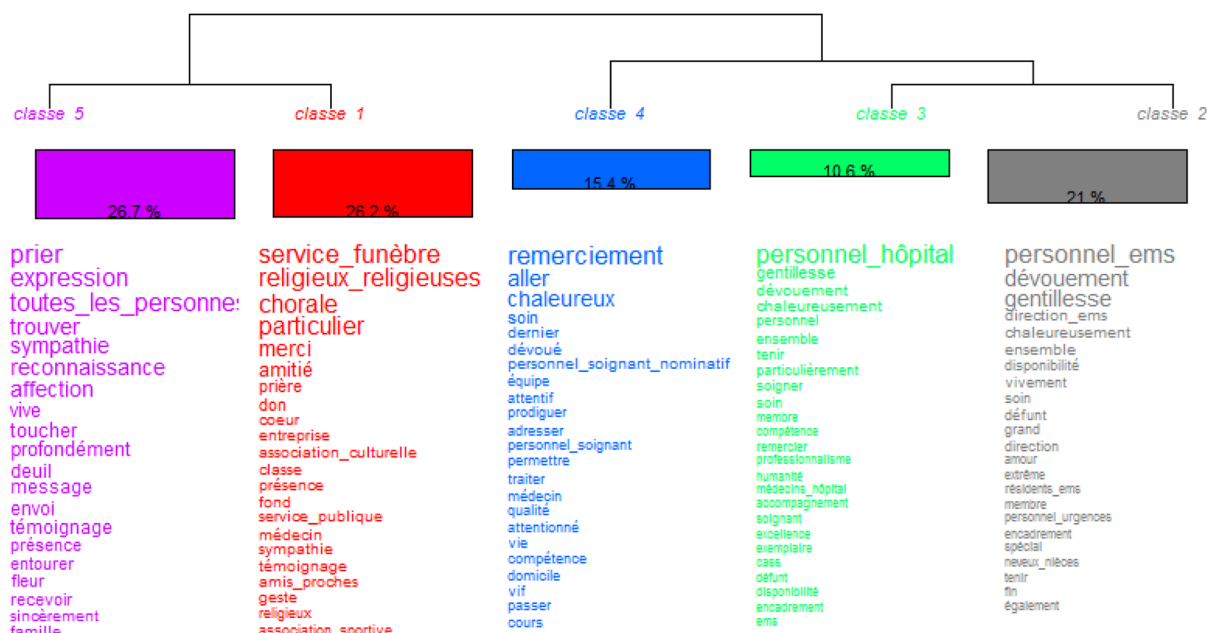 classe 5
classe 1
classe 4
classe 3
classe 2
26.7 %
26.2 %
15.4 %
10.6 %
21 %
prier
expression
toutes_les_personnes
trouver
sympathie
reconnaissance
affection
vive
toucher
profondément
deuil
message
envoi
témoignage
présence
entourer
fleur
recevoir
sincèrement
famille
service_funèbre
religieux_religieuses
chorale
particulier
merci
amitié
prière
don
coeur
entreprise
association_culturelle
classe
présence
fond
service_publique
médecin
sympathie
témoignage
amis_proches
geste
religieux
association_sportive
remerciement
aller
chaleureux
soin
dernier
dévoué
personnel_soignant_nominatif
équipe
attentif
prodiguer
adresser
personnel_soignant
permettre
traiter
médecin
qualité
attentionné
vie
compétence
domicile
vif
passer
cours
personnel_hôpital
gentillesse
dévouement
chaleureusement
personnel
ensemble
tenir
particulièrement
soigner
soin
membre
compétence
remercier
professionnalisme
humanité
médecins_hôpital
accompagnement
soignant
excellence
exemplaire
cass
défunt
disponibilité
encadrement
ems
personnel_ems
dévouement
gentillesse
direction_ems
chaleureusement
ensemble
disponibilité
vivement
soin
défunt
grand
direction
amour
extrême
résidents_ems
membre
personnel_urgences
encadrement
spécial
neveux_nièces
tenir
fin
également